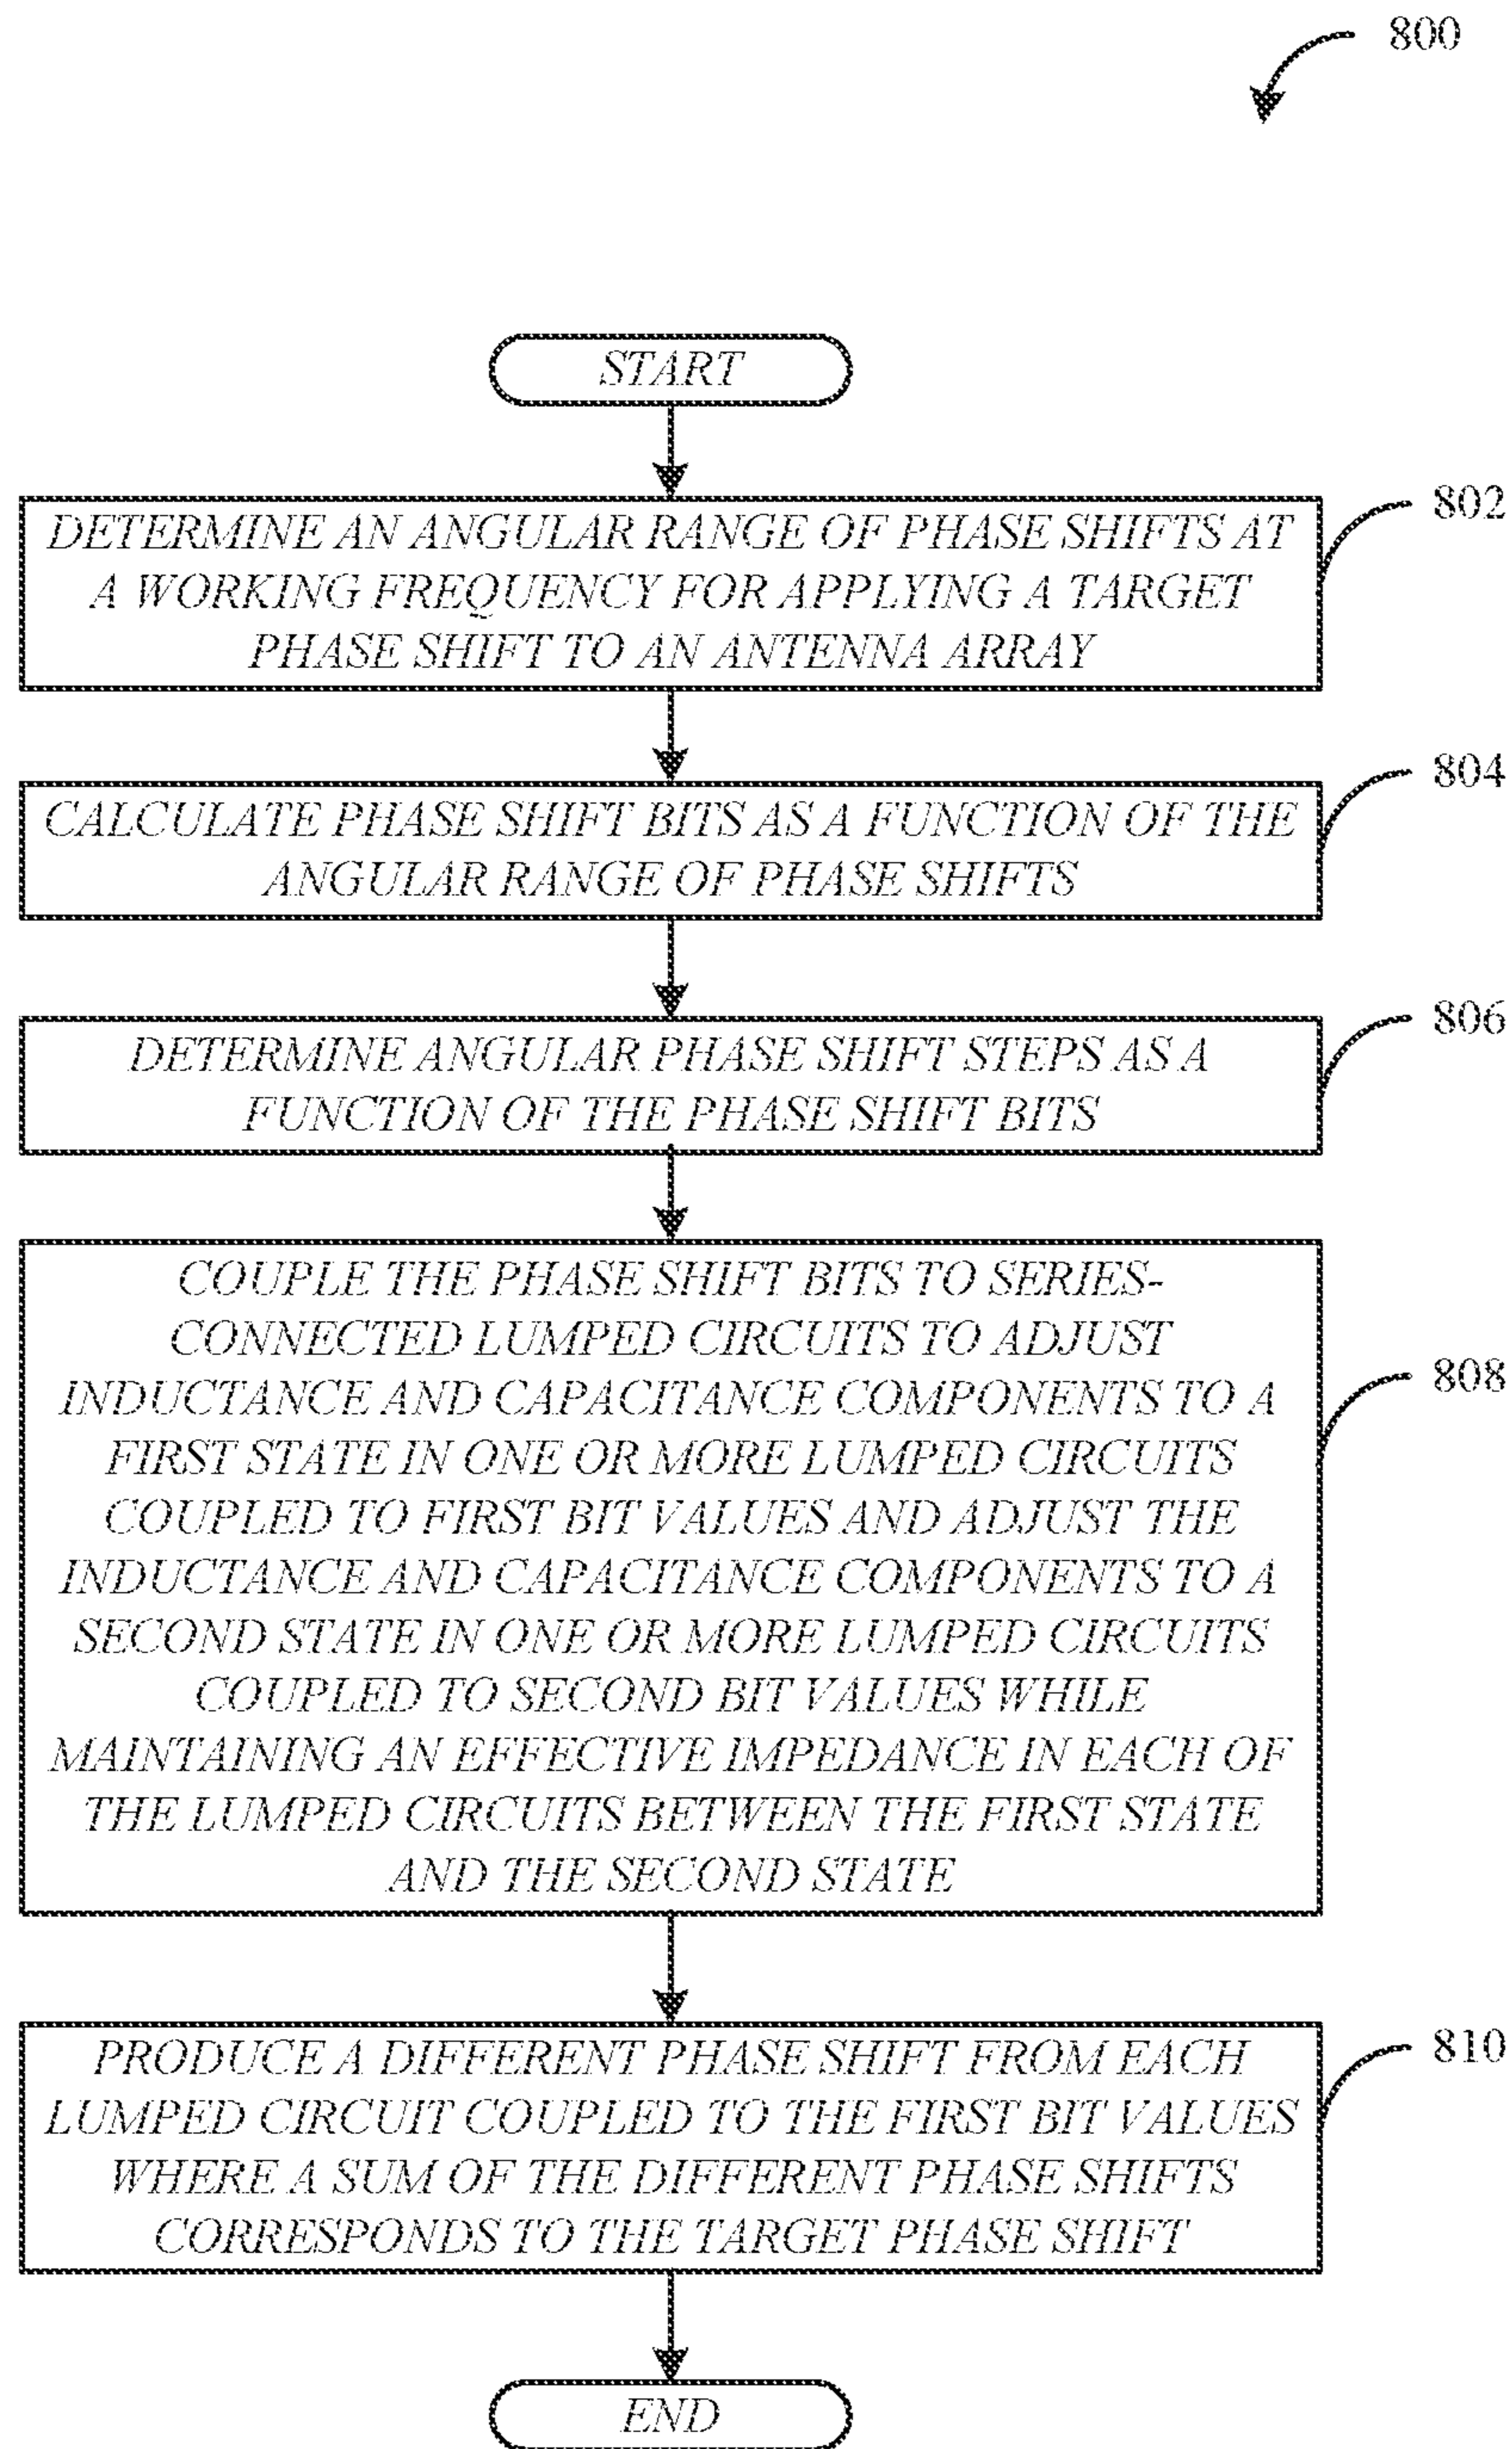 800
START
DETERMINE AN ANGULAR RANGE OF PHASE SHIFTS AT
A WORKING FREQUENCY FOR APPLYING A TARGET
PHASE SHIFT TO AN ANTENNA ARRAY
802
CALCULATE PHASE SHIFT BITS AS A FUNCTION OF THE
ANGULAR RANGE OF PHASE SHIFTS
804
DETERMINE ANGULAR PHASE SHIFT STEPS AS A
FUNCTION OF THE PHASE SHIFT BITS
806
COUPLE THE PHASE SHIFT BITS TO SERIES-
CONNECTED LUMPED CIRCUITS TO ADJUST
INDUCTANCE AND CAPACITANCE COMPONENTS TO A
FIRST STATE IN ONE OR MORE LUMPED CIRCUITS
COUPLED TO FIRST BIT VALUES AND ADJUST THE
INDUCTANCE AND CAPACITANCE COMPONENTS TO A
SECOND STATE IN ONE OR MORE LUMPED CIRCUITS
COUPLED TO SECOND BIT VALUES WHILE
MAINTAINING AN EFFECTIVE IMPEDANCE IN EACH OF
THE LUMPED CIRCUITS BETWEEN THE FIRST STATE
AND THE SECOND STATE
808
PRODUCE A DIFFERENT PHASE SHIFT FROM EACH
LUMPED CIRCUIT COUPLED TO THE FIRST BIT VALUES
WHERE A SUM OF THE DIFFERENT PHASE SHIFTS
CORRESPONDS TO THE TARGET PHASE SHIFT
810
END